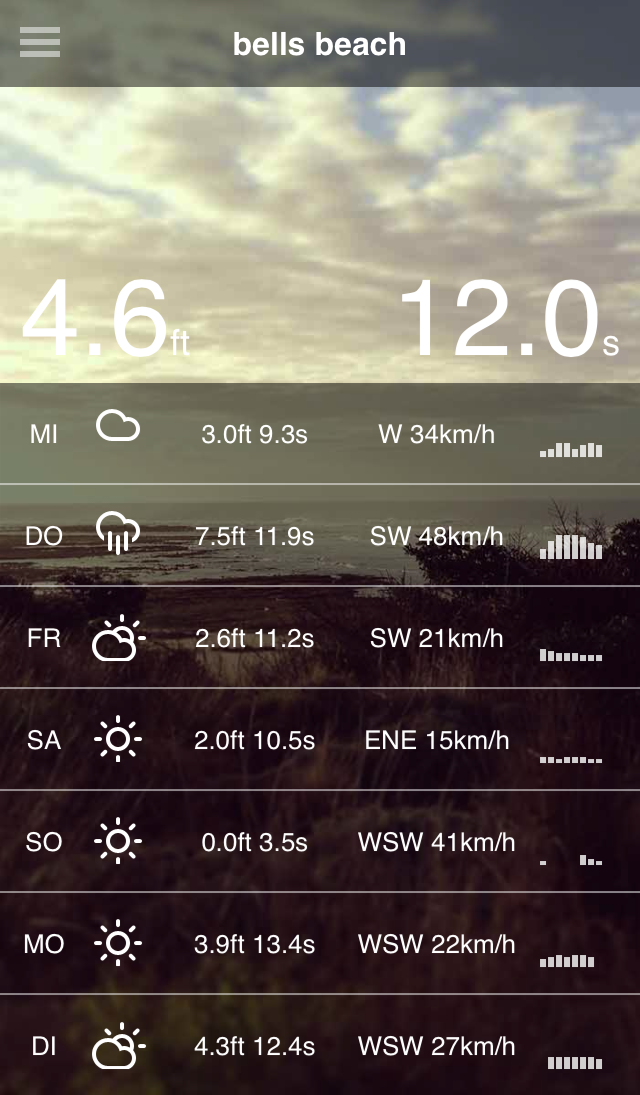 bells beach
4.6ft 12.0s
MI 3.0ft 9.3s W 34km/h
DO 7.5ft 11.9s SW 48km/h
FR 2.6ft 11.2s SW 21km/h
SA 2.0ft 10.5s ENE 15km/h
SO 0.0ft 3.5s WSW 41km/h
MO 3.9ft 13.4s WSW 22km/h
DI 4.3ft 12.4s WSW 27km/h